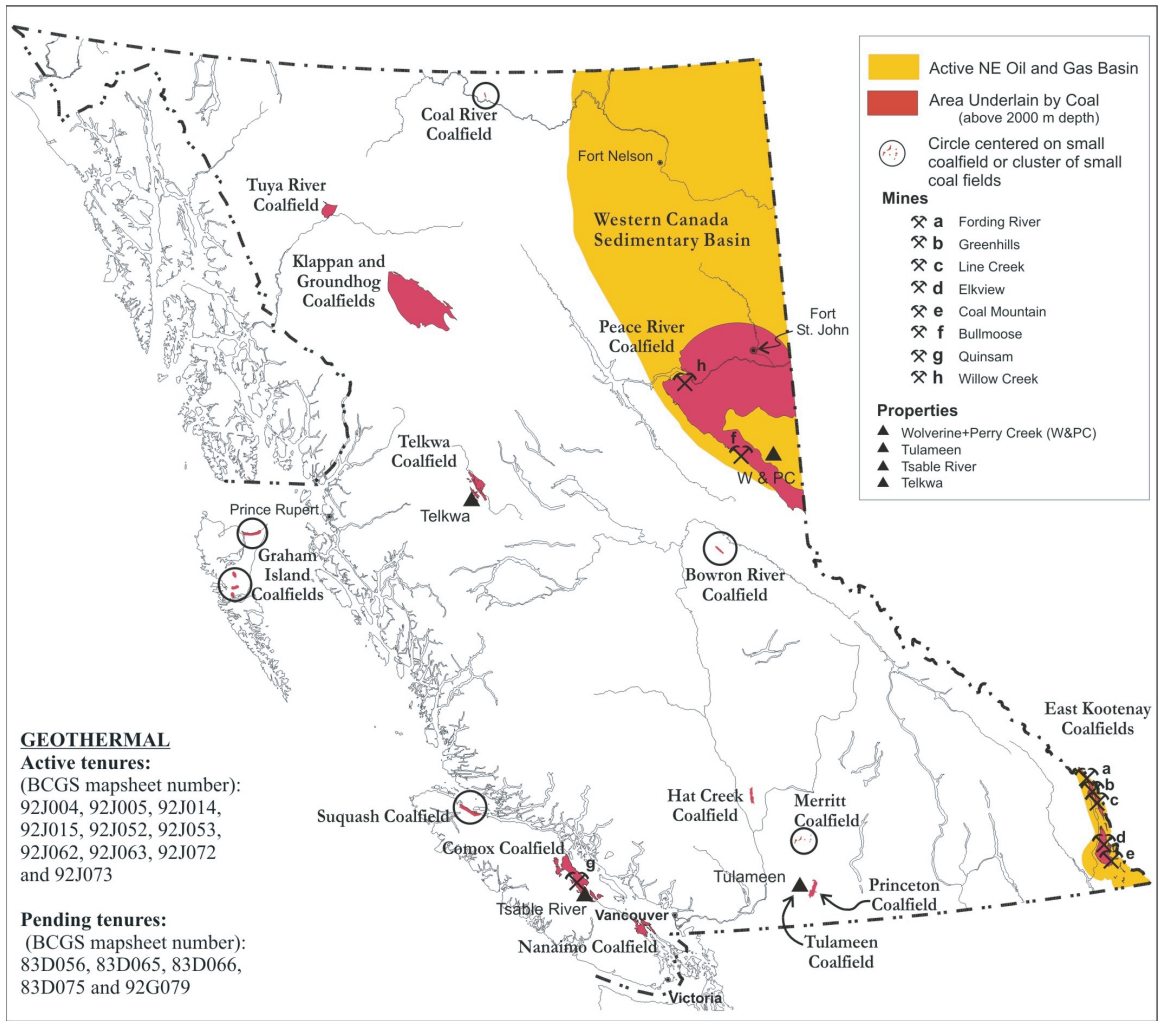 Coal River
Coalfield
Tuya River
Coalfield
Klappan and
Groundhog
Coalfields
Fort Nelson
Western Canada
Sedimentary Basin
Peace River
Coalfield
Fort
St. John
h
f
W & PC
Telkwa
Coalfield
Telkwa
Prince Rupert
Graham
Island
Coalfields
Bowron River
Coalfield
East Kootenay
Coalfields
a
b
c
d
e
Hat Creek
Coalfield
Merritt
Coalfield
Suquash Coalfield
Comox Coalfield
g
Tsable River
Vancouver
Nanaimo Coalfield
Victoria
Tulameen
Princeton
Coalfield
Tulameen
Coalfield
Active NE Oil and Gas Basin
Area Underlain by Coal
(above 2000 m depth)
Circle centered on small
coalfield or cluster of small
coal fields
Mines
a Fording River
b Greenhills
c Line Creek
d Elkview
e Coal Mountain
f Bullmoose
g Quinsam
h Willow Creek
Properties
Wolverine+Perry Creek (W&PC)
Tulameen
Tsable River
Telkwa
GEOTHERMAL
Active tenures:
(BCGS mapsheet number):
92J004, 92J005, 92J014,
92J015, 92J052, 92J053,
92J062, 92J063, 92J072
and 92J073
Pending tenures:
(BCGS mapsheet number):
83D056, 83D065, 83D066,
83D075 and 92G079